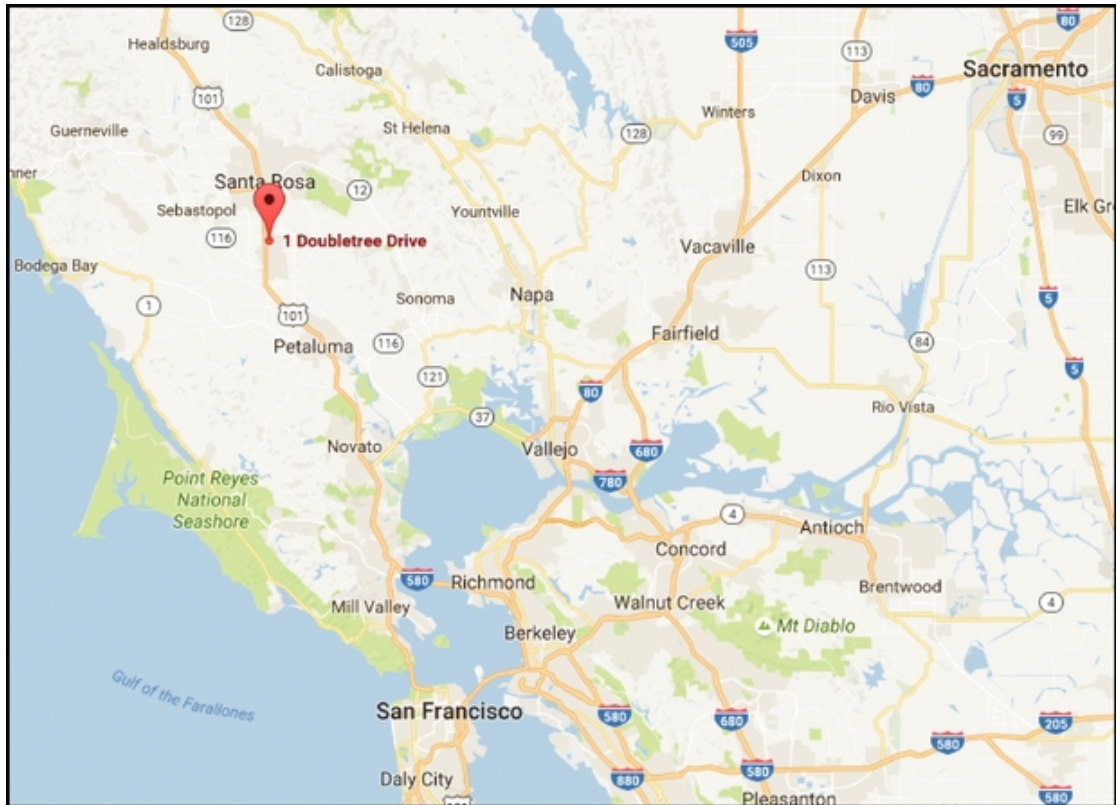 128
80
Healdsburg
505
113
Sacramento
Calistoga
101
Davis
80
5
Winters
St Helena
128
99
Guerneville
nner
Santa Rosa
12
Dixon
Sebastopol
Yountville
Elk Gr
116
1 Doubletree Drive
Vacaville
Bodega Bay
113
Sonoma
Napa
5
1
101
Fairfield
Petaluma
116
84
121
5
80
Rio Vista
37
Novato
Vallejo
680
780
Point Reyes
National
Seashore
4
Antioch
Concord
580
Richmond
Brentwood
Mill Valley
Walnut Creek
4
Berkeley
Mt Diablo
Gulf of the Farallones
San Francisco
580
680
205
580
Daly City
880
580
580
Pleasanton